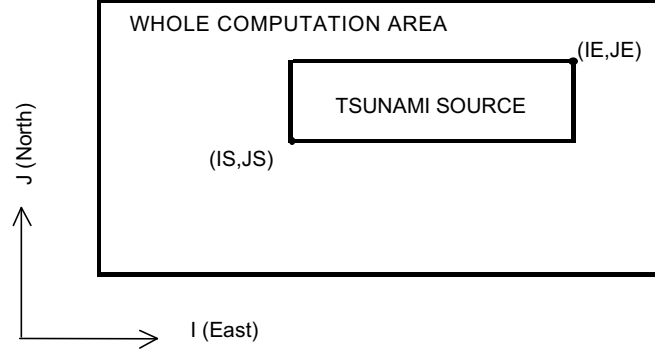 WHOLE COMPUTATION AREA
(IE,JE)
TSUNAMI SOURCE
(IS,JS)
J (North)
I (East)